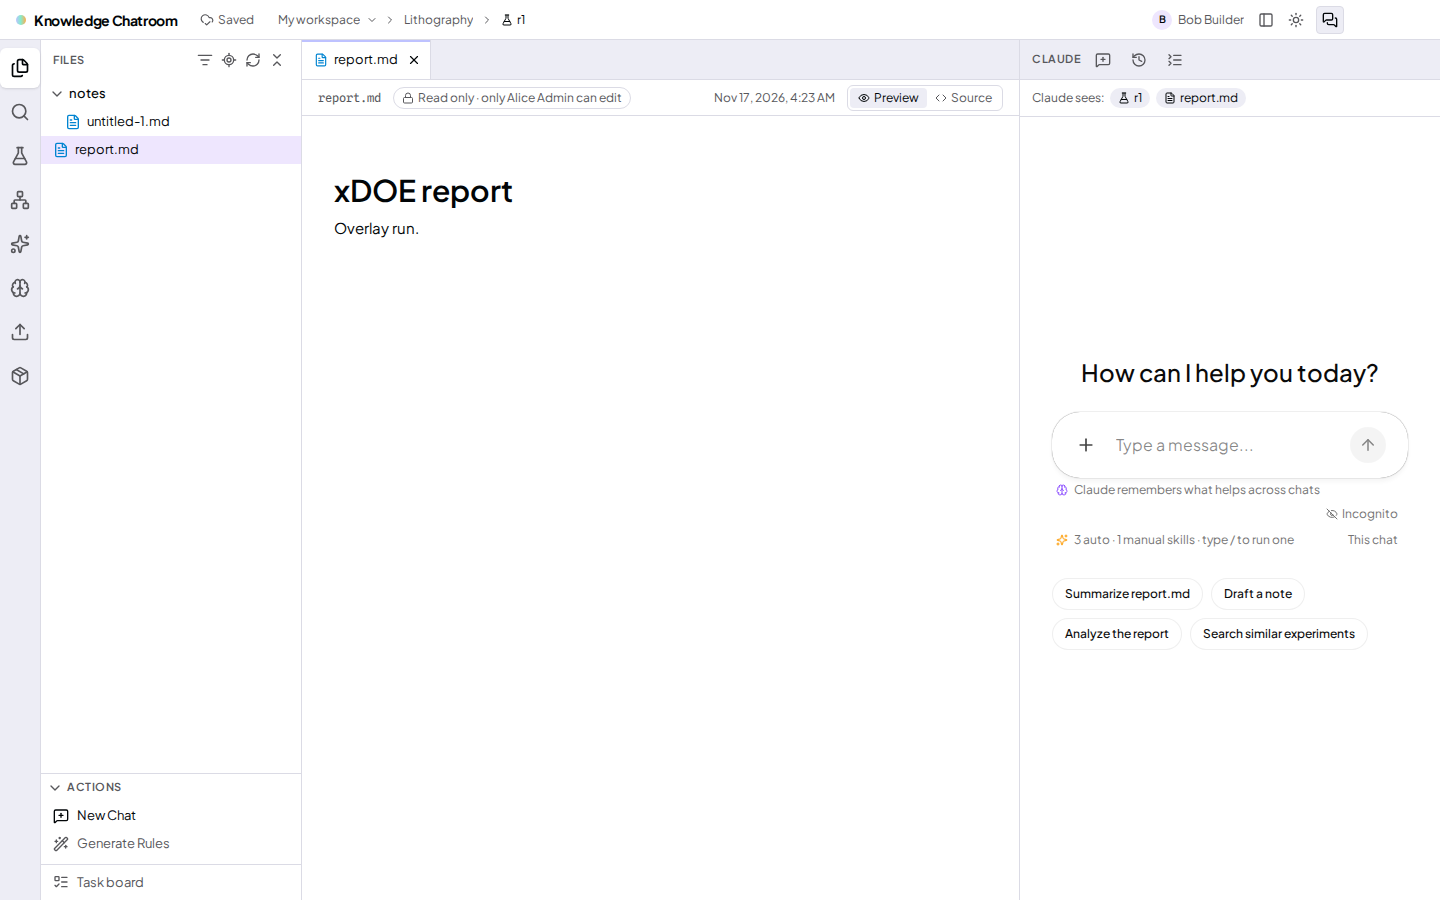 Knowledge Chatroom
Saved
My workspace
Lithography
r1
B
Bob Builder
FILES
notes
untitled-1.md
report.md
ACTIONS
New Chat
Generate Rules
Task board
report.md
report.md
Read only · only Alice Admin can edit
Nov 17, 2026, 4:23 AM
Preview
Source
xDOE report
Overlay run.
CLAUDE
Claude sees:
r1
report.md
How can I help you today?
Type a message...
Claude remembers what helps across chats
Incognito
3 auto · 1 manual skills · type / to run one
This chat
Summarize report.md
Draft a note
Analyze the report
Search similar experiments